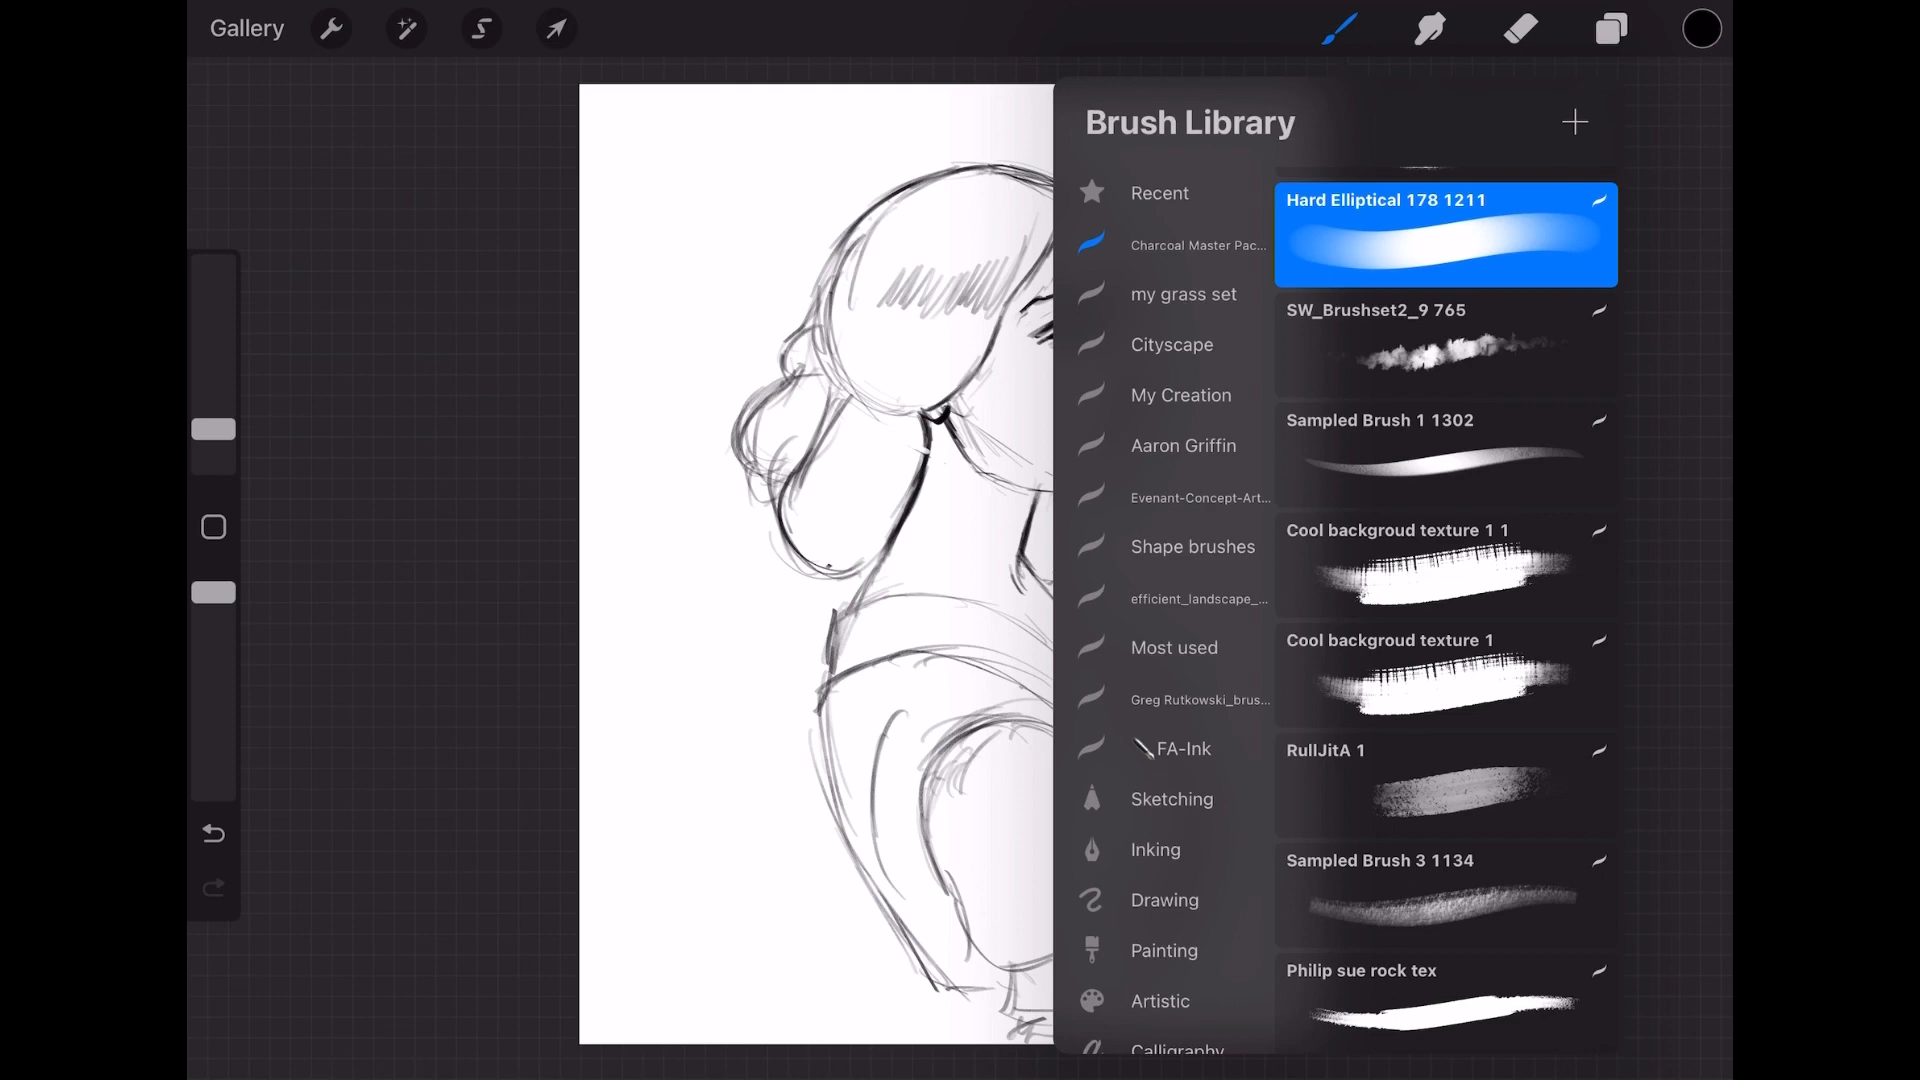 Gallery
Brush Library
Recent
Charcoal Master Pac...
my grass set
Cityscape
My Creation
Aaron Griffin
Evenant-Concept-Art...
Shape brushes
efficient_landscape_...
Most used
Greg Rutkowski_brus...
FA-Ink
Sketching
Inking
Drawing
Painting
Artistic
Calligraphy
Hard Elliptical 178 1211
SW_Brushset2_9 765
Sampled Brush 1 1302
Cool backgroud texture 1 1
Cool backgroud texture 1
RullJitA 1
Sampled Brush 3 1134
Philip sue rock tex